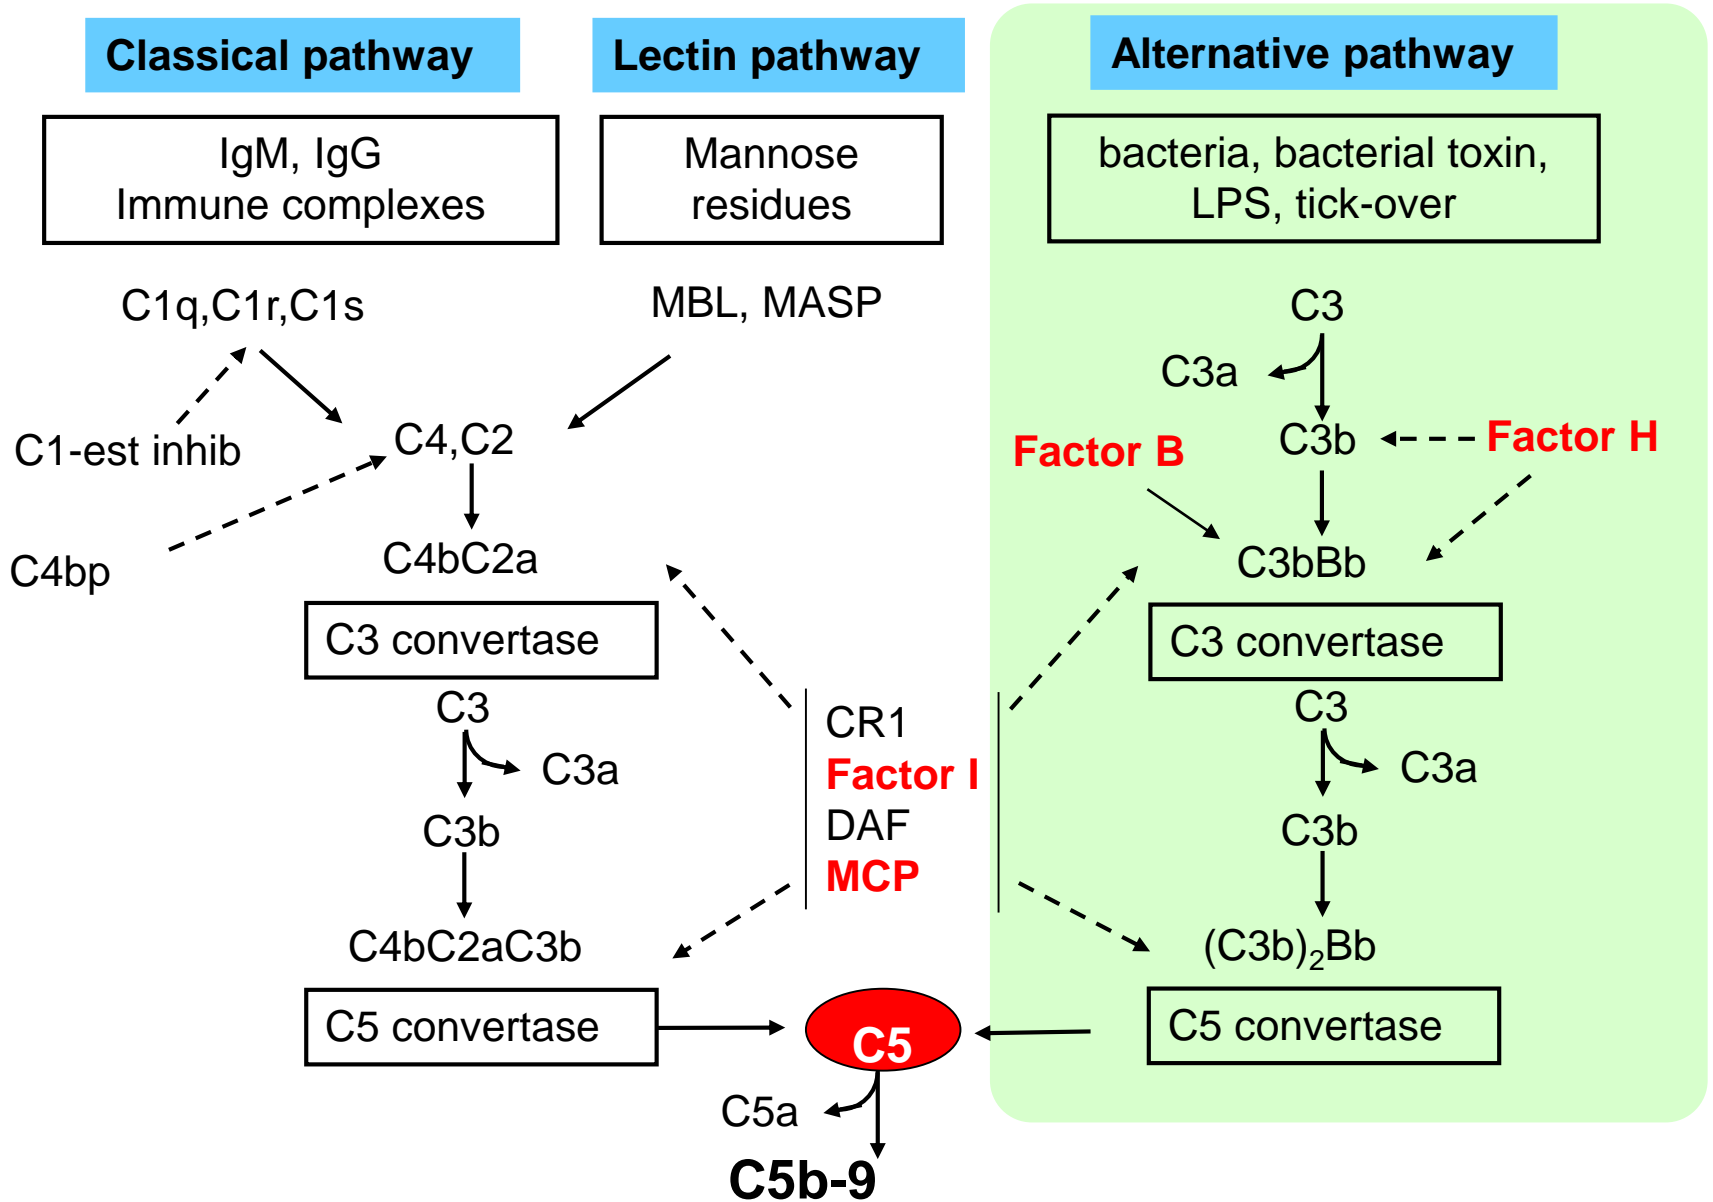 Classical pathway
Lectin pathway
Alternative pathway
IgM, IgG
Immune complexes
Mannose
residues
bacteria, bacterial toxin,
LPS, tick-over
C1q,C1r,C1s
MBL, MASP
C3
C3a
C1-est inhib
C4,C2
Factor B
C3b
Factor H
C4bp
C4bC2a
C3bBb
C3 convertase
C3 convertase
C3
C3a
C3b
CR1
Factor I
DAF
MCP
C3
C3a
C3b
C4bC2aC3b
(C3b)₂Bb
C5 convertase
C5
C5 convertase
C5a
C5b-9